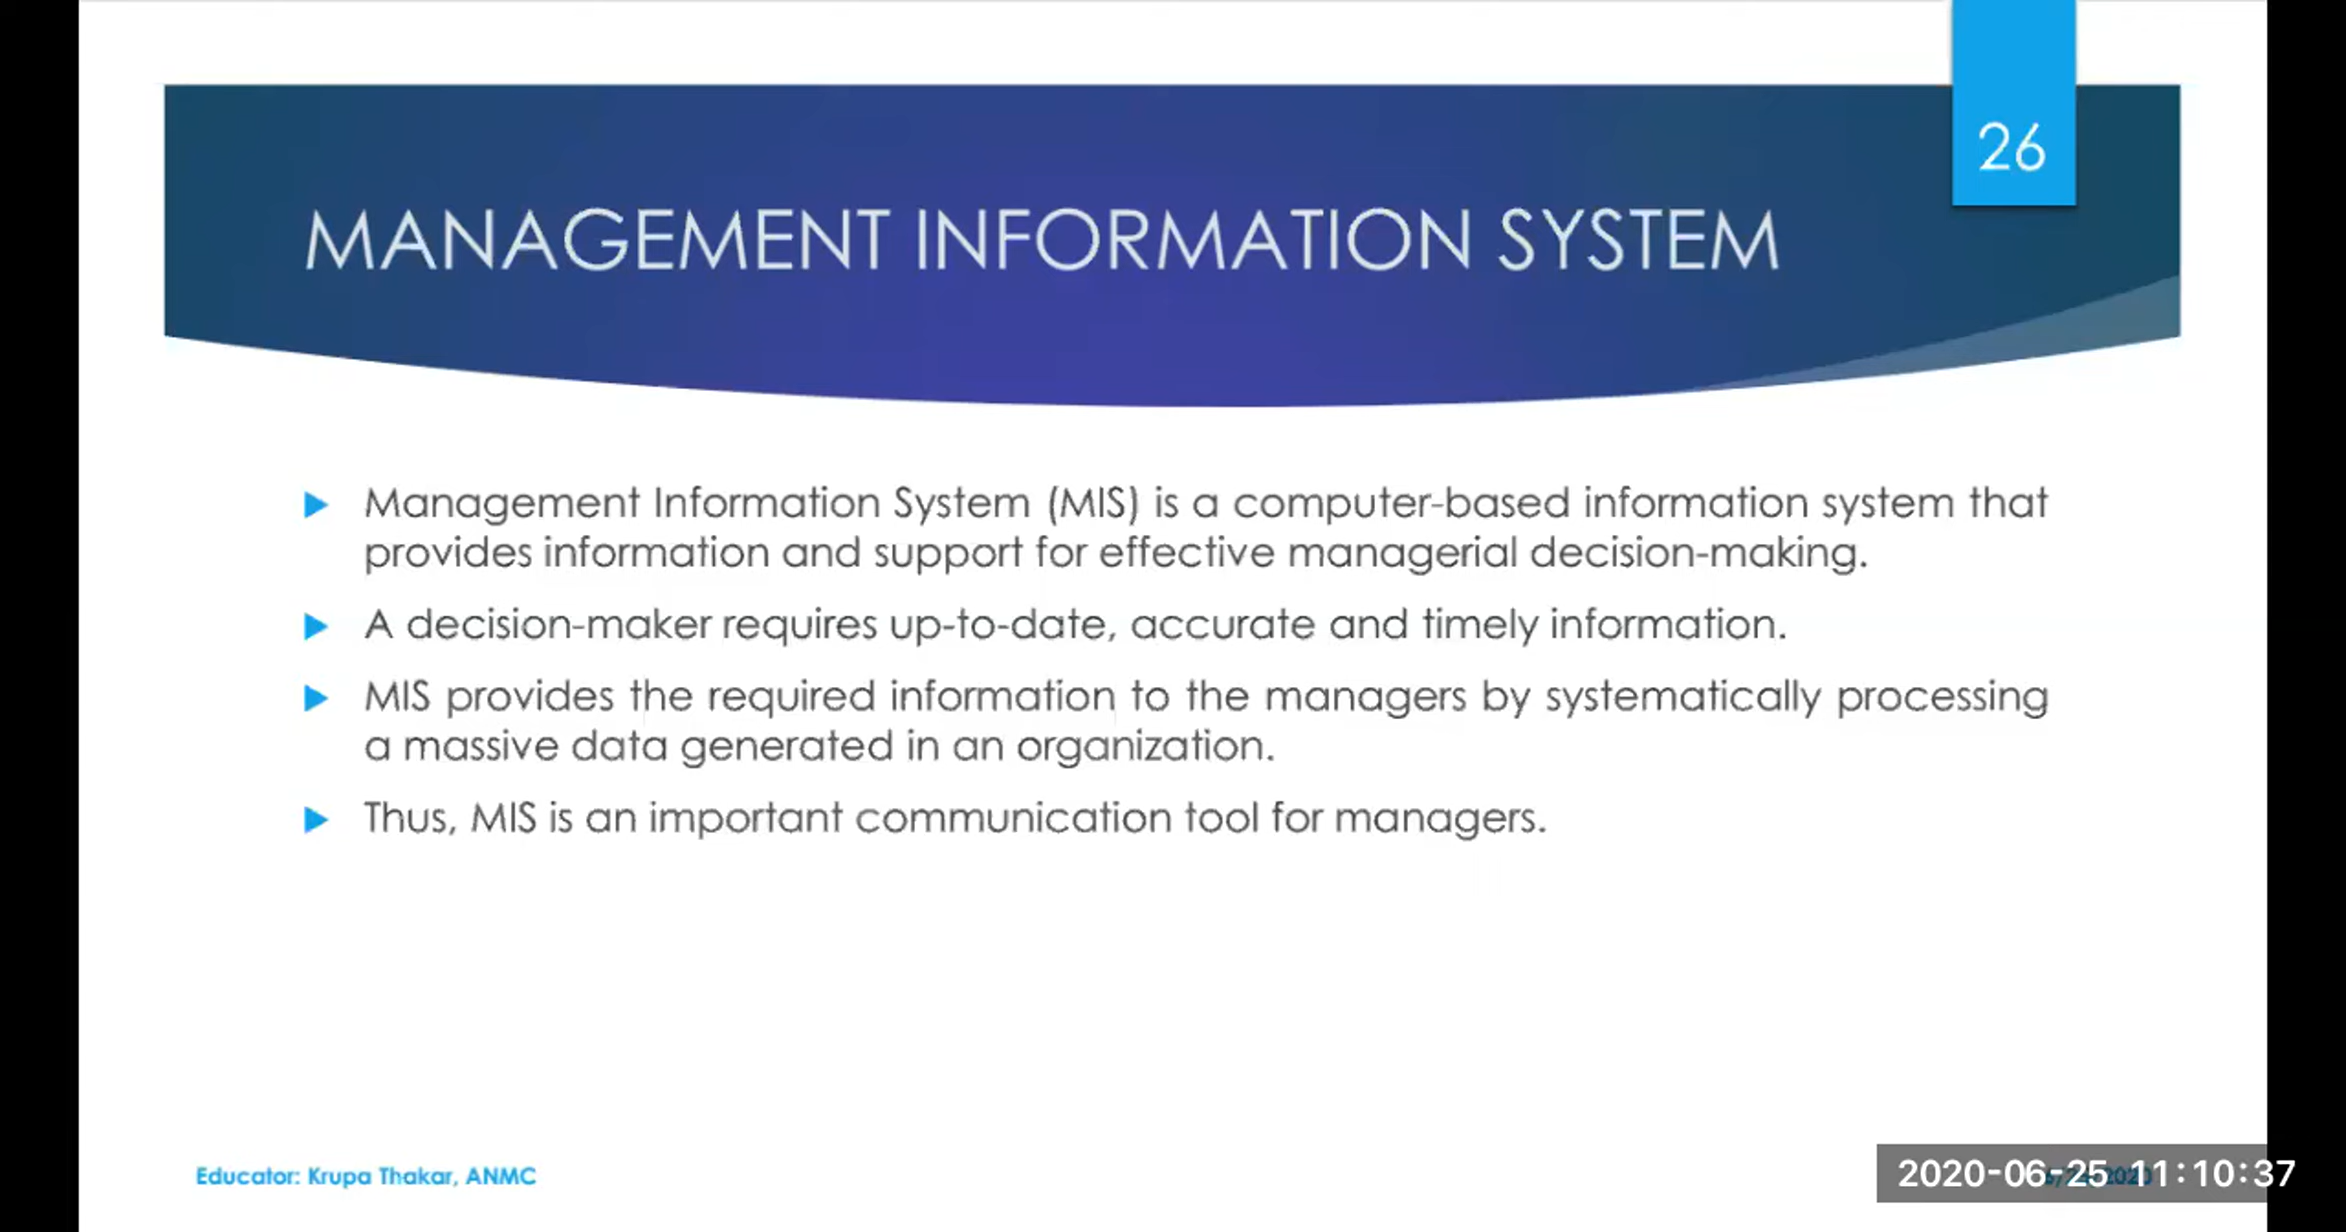 26
MANAGEMENT INFORMATION SYSTEM
Management Information System (MIS) is a computer-based information system that
provides information and support for effective managerial decision-making.
A decision-maker requires up-to-date, accurate and timely information.
MIS provides the required information to the managers by systematically processing
a massive data generated in an organization.
Thus, MIS is an important communication tool for managers.
Educator: Krupa Thakar, ANMC
2020-06-25 11:10:37